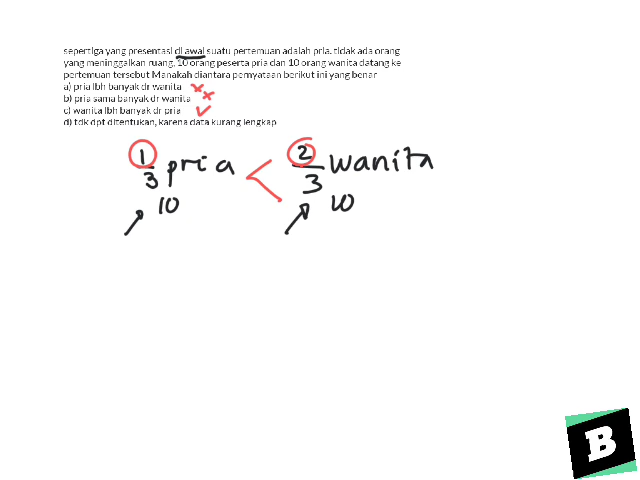 sepertiga yang presentasi di awal suatu pertemuan adalah pria. tidak ada orang
yang meninggalkan ruang. 10 orang peserta pria dan 10 orang wanita datang ke
pertemuan tersebut Manakah diantara pernyataan berikut ini yang benar
a) pria lbh banyak dr wanita
b) pria sama banyak dr wanita
c) wanita lbh banyak dr pria
d) tdk dpt ditentukan, karena data kurang lengkap
1/3 pria < 2/3 wanita
10 10
B